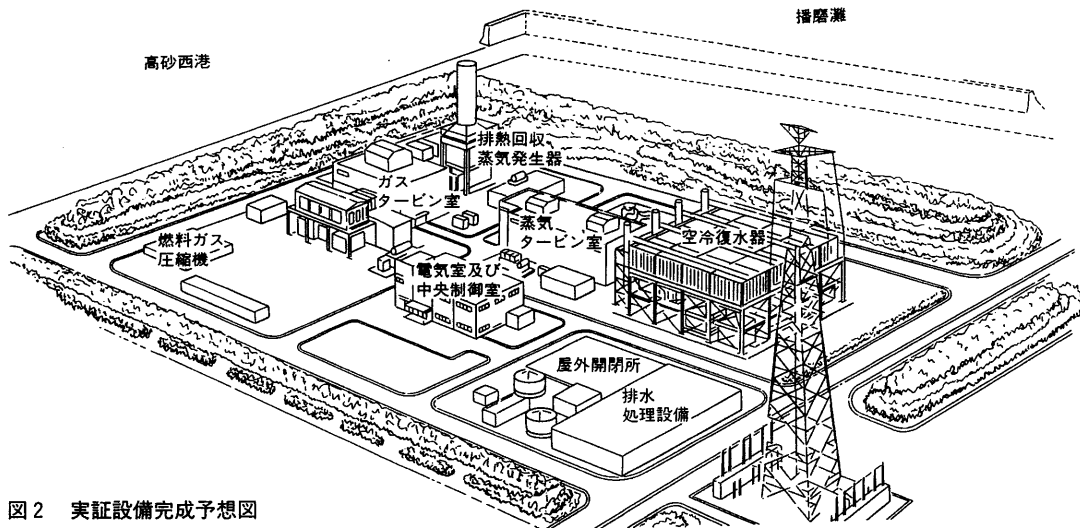 播磨灘
高砂西港
排熱回収
蒸気発生器
ガス
タービン室
蒸気
タービン室
空冷復水器
燃料ガス
圧縮機
電気室及び
中央制御室
屋外開閉所
排水
処理設備
図2 実証設備完成予想図